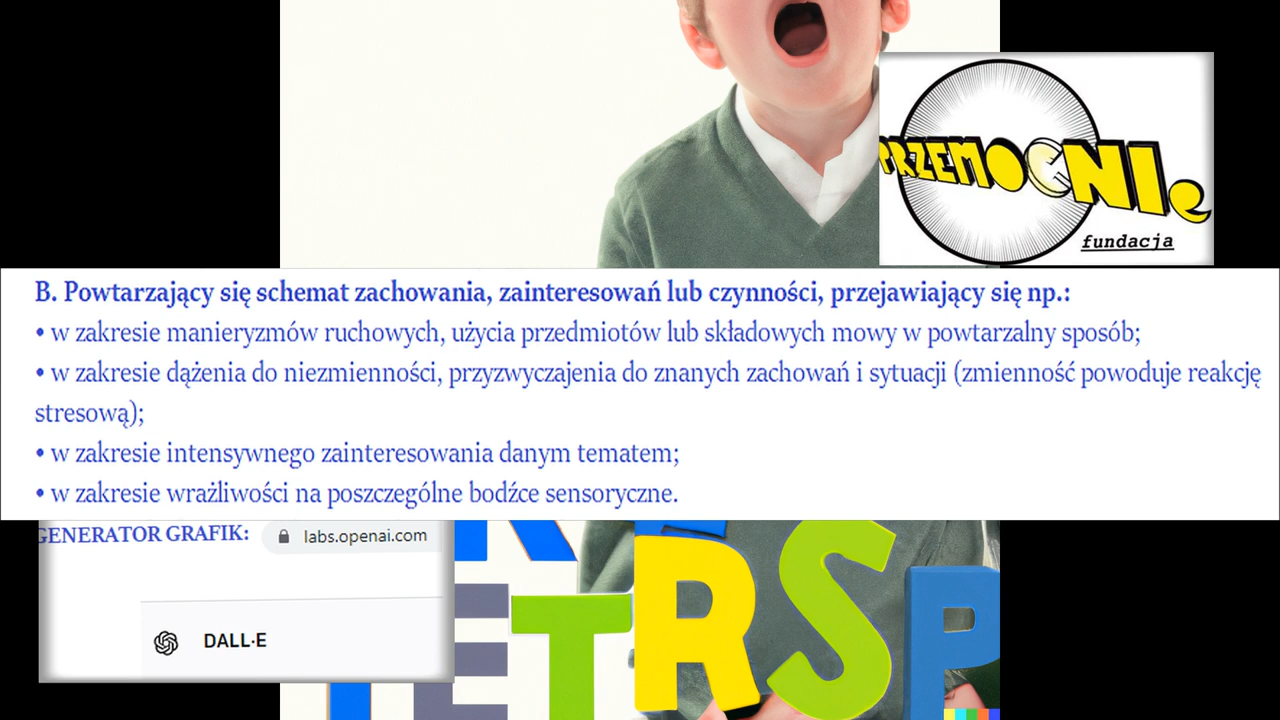 PRZEMOCNIe
fundacja
B. Powtarzający się schemat zachowania, zainteresowań lub czynności, przejawiający się np.:
• w zakresie manieryzmów ruchowych, użycia przedmiotów lub składowych mowy w powtarzalny sposób;
• w zakresie dążenia do niezmienności, przyzwyczajenia do znanych zachowań i sytuacji (zmienność powoduje reakcję
stresową);
• w zakresie intensywnego zainteresowania danym tematem;
• w zakresie wrażliwości na poszczególne bodźce sensoryczne.
GENERATOR GRAFIK: labs.openai.com
DALL·E
E T R S P